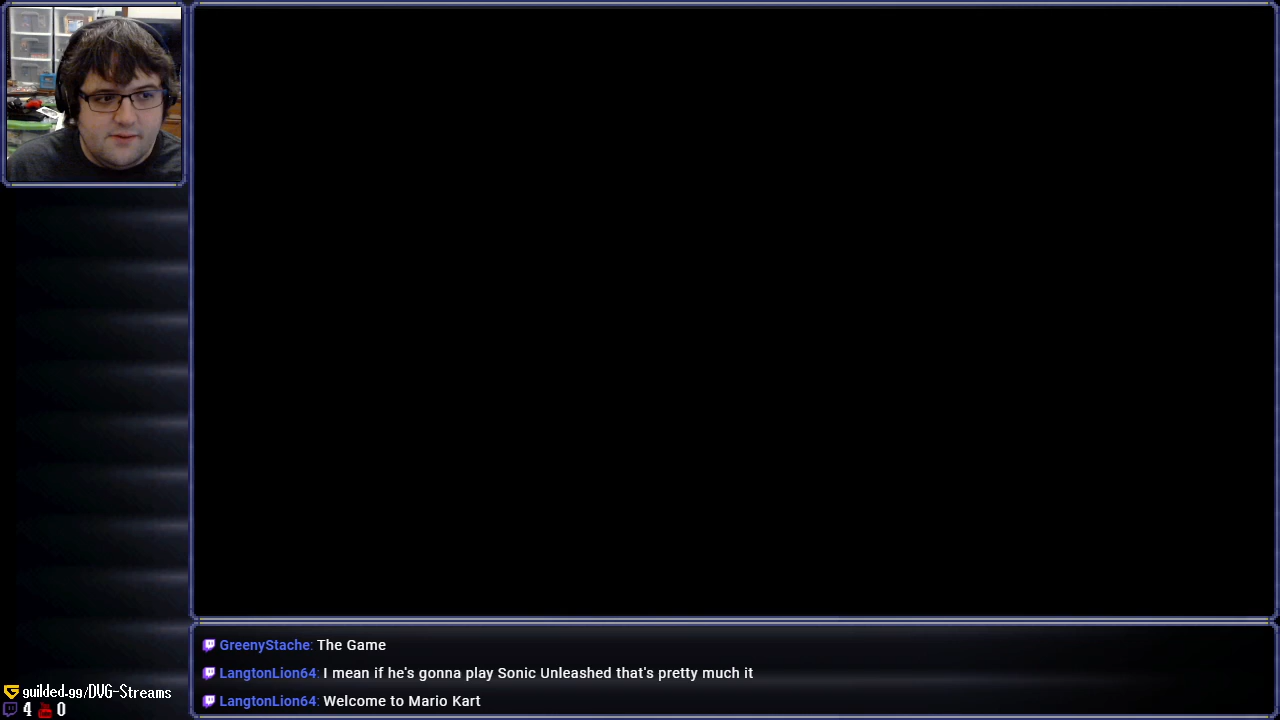 GreenyStache: The Game
LangtonLion64: I mean if he's gonna play Sonic Unleashed that's pretty much it
LangtonLion64: Welcome to Mario Kart
guilded.gg/DVG-Streams
4 0